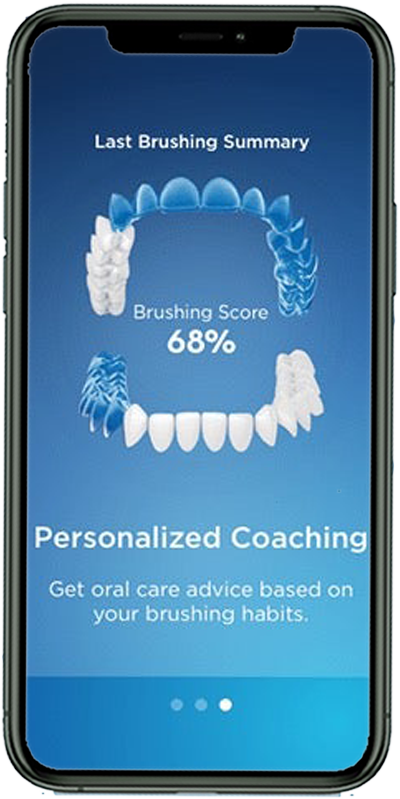 Last Brushing Summary
Brushing Score
68%
Personalized Coaching
Get oral care advice based on
your brushing habits.